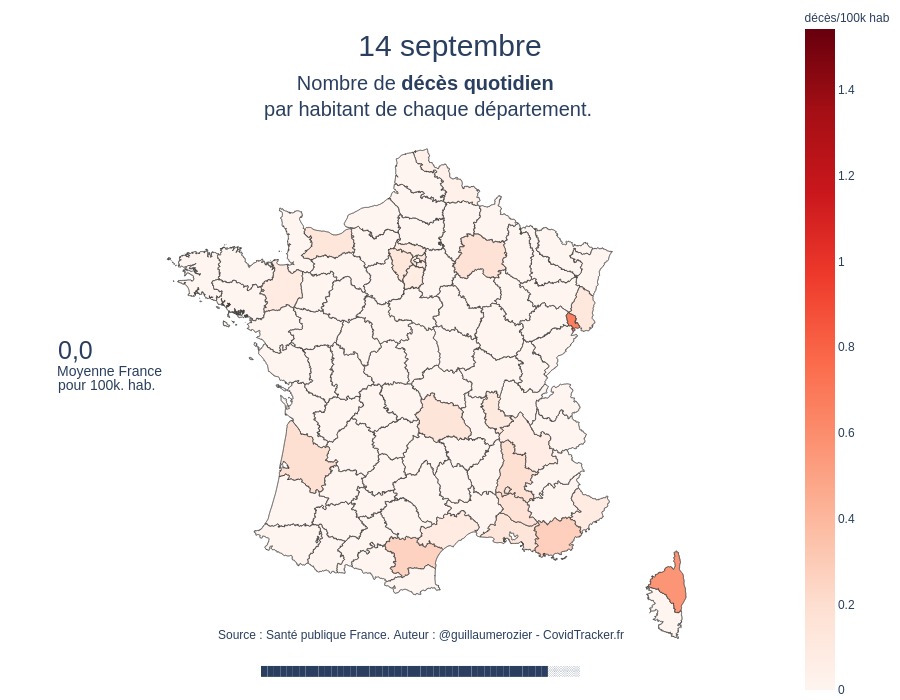 décès/100k hab
14 septembre
Nombre de décès quotidien
par habitant de chaque département.
1.4
1.2
1
0.8
0.6
0.4
0.2
0
0,0
Moyenne France
pour 100k. hab.
Source : Santé publique France. Auteur : @guillaumerozier - CovidTracker.fr